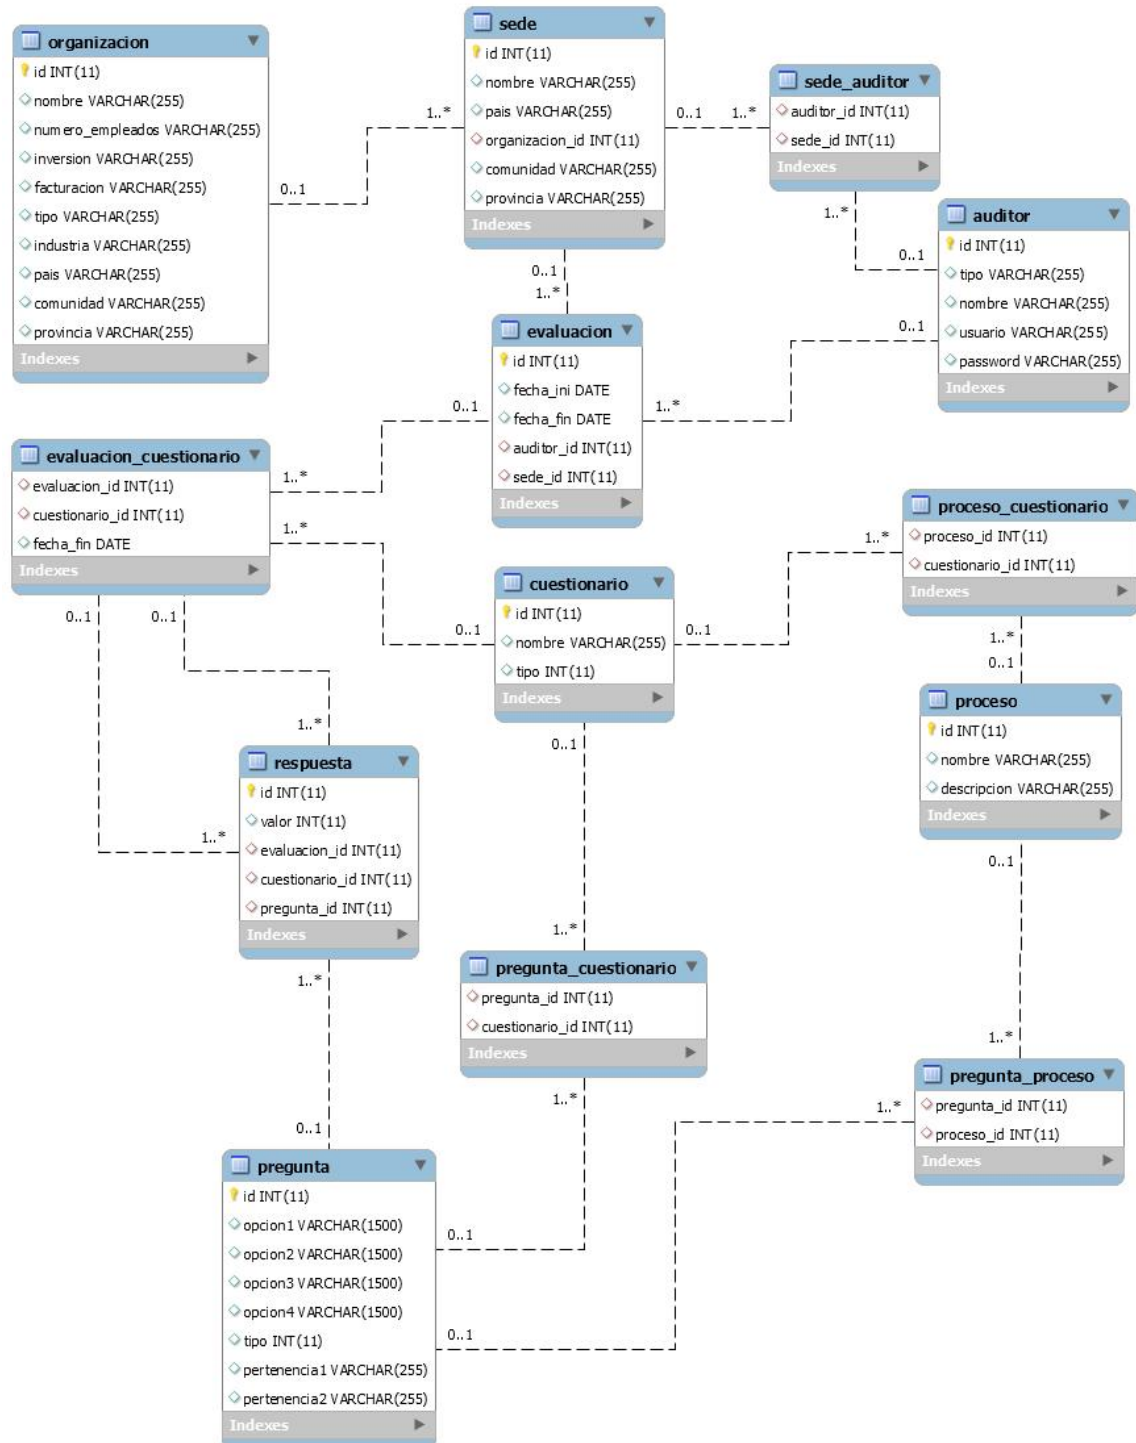 organizacion
id INT(11)
nombre VARCHAR(255)
numero_empleados VARCHAR(255)
inversion VARCHAR(255)
facturacion VARCHAR(255)
tipo VARCHAR(255)
industria VARCHAR(255)
pais VARCHAR(255)
comunidad VARCHAR(255)
provincia VARCHAR(255)
Indexes
0..1
1..*
sede
id INT(11)
nombre VARCHAR(255)
pais VARCHAR(255)
organizacion_id INT(11)
comunidad VARCHAR(255)
provincia VARCHAR(255)
Indexes
0..1
1..*
sede_auditor
auditor_id INT(11)
sede_id INT(11)
Indexes
1..*
0..1
auditor
id INT(11)
tipo VARCHAR(255)
nombre VARCHAR(255)
usuario VARCHAR(255)
password VARCHAR(255)
Indexes
0..1
1..*
0..1
1..*
evaluacion
id INT(11)
fecha_ini DATE
fecha_fin DATE
auditor_id INT(11)
sede_id INT(11)
Indexes
0..1
1..*
evaluacion_cuestionario
evaluacion_id INT(11)
cuestionario_id INT(11)
fecha_fin DATE
Indexes
1..*
0..1
0..1
0..1
cuestionario
id INT(11)
nombre VARCHAR(255)
tipo INT(11)
Indexes
0..1
1..*
proceso_cuestionario
proceso_id INT(11)
cuestionario_id INT(11)
Indexes
1..*
0..1
proceso
id INT(11)
nombre VARCHAR(255)
descripcion VARCHAR(255)
Indexes
0..1
1..*
0..1
1..*
1..*
respuesta
id INT(11)
valor INT(11)
evaluacion_id INT(11)
cuestionario_id INT(11)
pregunta_id INT(11)
Indexes
1..*
0..1
1..*
pregunta_cuestionario
pregunta_id INT(11)
cuestionario_id INT(11)
Indexes
1..*
0..1
pregunta_proceso
pregunta_id INT(11)
proceso_id INT(11)
Indexes
1..*
0..1
pregunta
id INT(11)
opcion1 VARCHAR(1500)
opcion2 VARCHAR(1500)
opcion3 VARCHAR(1500)
opcion4 VARCHAR(1500)
tipo INT(11)
pertenencia1 VARCHAR(255)
pertenencia2 VARCHAR(255)
Indexes